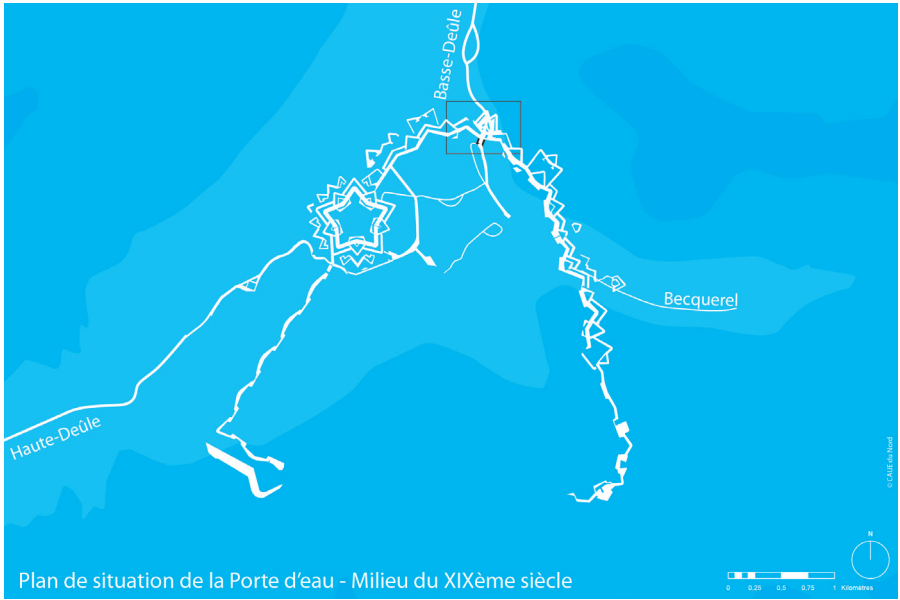 Basse-Deûle
Becquerel
Haute-Deûle
© CAUE du Nord
N
Plan de situation de la Porte d'eau - Milieu du XIXème siècle
0 0,25 0,5 0,75 1 Kilomètres